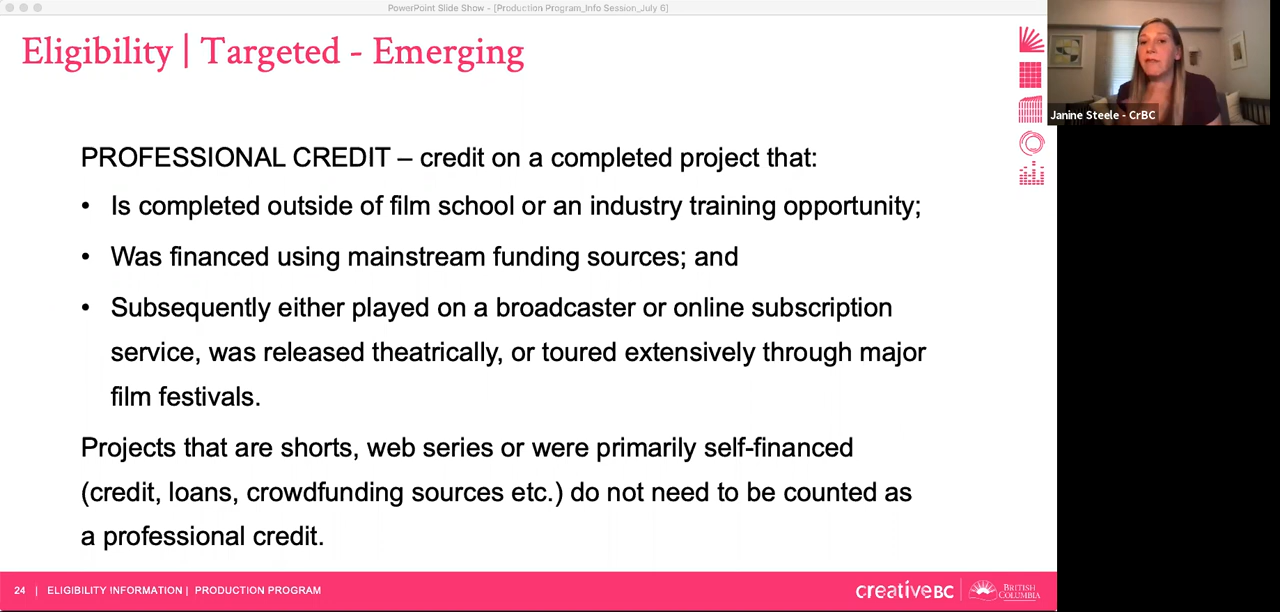 PowerPoint Slide Show - [Production Program_Info Session_July 6]
Eligibility | Targeted - Emerging
Janine Steele - CrBC
PROFESSIONAL CREDIT – credit on a completed project that:
• Is completed outside of film school or an industry training opportunity;
• Was financed using mainstream funding sources; and
• Subsequently either played on a broadcaster or online subscription
service, was released theatrically, or toured extensively through major
film festivals.
Projects that are shorts, web series or were primarily self-financed
(credit, loans, crowdfunding sources etc.) do not need to be counted as
a professional credit.
24 | ELIGIBILITY INFORMATION | PRODUCTION PROGRAM
creativeBC
BRITISH
COLUMBIA